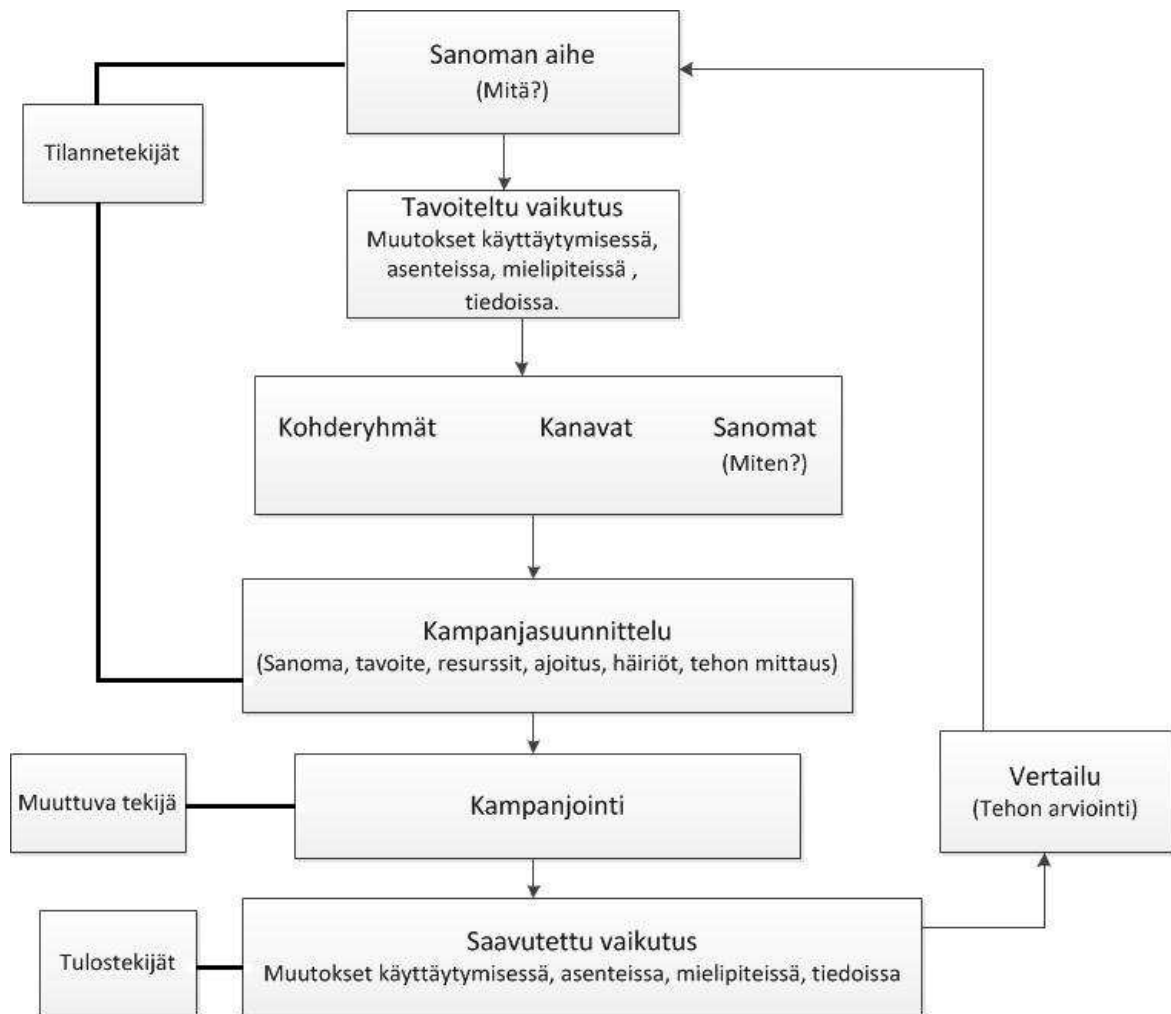 Sanoman aihe
(Mitä?)
Tilannetekijät
Tavoiteltu vaikutus
Muutokset käyttäytymisessä,
asenteissa, mielipiteissä ,
tiedoissa.
Kohderyhmät Kanavat Sanomat
(Miten?)
Kampanjasuunnittelu
(Sanoma, tavoite, resurssit, ajoitus, häiriöt, tehon mittaus)
Muuttuva tekijä
Kampanjointi
Vertailu
(Tehon arviointi)
Tulostekijät
Saavutettu vaikutus
Muutokset käyttäytymisessä, asenteissa, mielipiteissä, tiedoissa